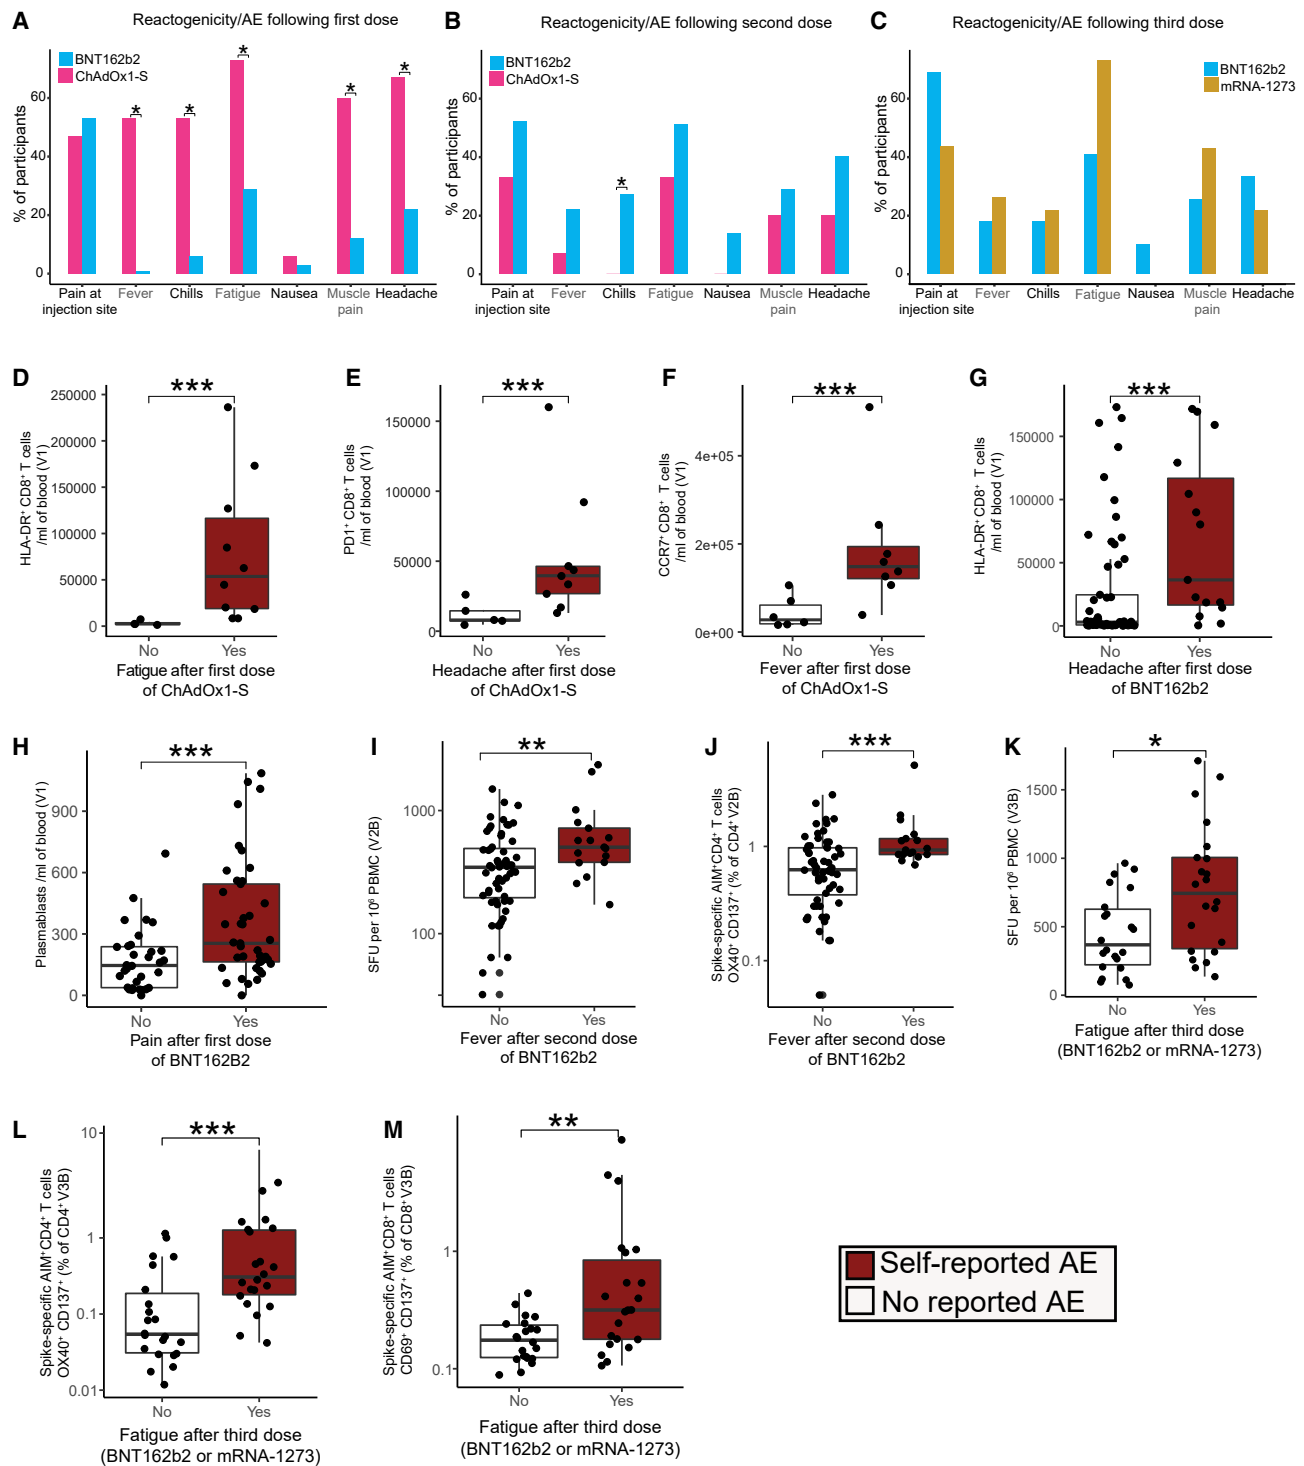 A
Reactogenicity/AE following first dose
BNT162b2
ChAdOx1-S
% of participants
60
40
20
0
* * * * *
Pain at injection site
Fever
Chills
Fatigue
Nausea
Muscle pain
Headache
B
Reactogenicity/AE following second dose
BNT162b2
ChAdOx1-S
% of participants
60
40
20
0
*
Pain at injection site
Fever
Chills
Fatigue
Nausea
Muscle pain
Headache
C
Reactogenicity/AE following third dose
BNT162b2
mRNA-1273
% of participants
60
40
20
0
Pain at injection site
Fever
Chills
Fatigue
Nausea
Muscle pain
Headache
D
***
HLA-DR⁺ CD8⁺ T cells
/ml of blood (V1)
250000
200000
150000
100000
50000
0
No Yes
Fatigue after first dose
of ChAdOx1-S
E
***
PD1⁺ CD8⁺ T cells
/ml of blood (V1)
150000
100000
50000
0
No Yes
Headache after first dose
of ChAdOx1-S
F
***
CCR7⁺ CD8⁺ T cells
/ml of blood (V1)
4e+05
2e+05
0e+00
No Yes
Fever after first dose
of ChAdOx1-S
G
***
HLA-DR⁺ CD8⁺ T cells
/ml of blood (V1)
150000
100000
50000
0
No Yes
Headache after first dose
of BNT162b2
H
***
Plasmablasts /ml of blood (V1)
900
600
300
0
No Yes
Pain after first dose
of BNT162B2
I
**
SFU per 10⁶ PBMC (V2B)
1000
100
No Yes
Fever after second dose
of BNT162b2
J
***
Spike-specific AIM⁺CD4⁺ T cells
OX40⁺ CD137⁺ (% of CD4⁺ V2B)
1
0.1
No Yes
Fever after second dose
of BNT162b2
K
*
SFU per 10⁶ PBMC (V3B)
1500
1000
500
0
No Yes
Fatigue after third dose
(BNT162b2 or mRNA-1273)
L
***
Spike-specific AIM⁺CD4⁺ T cells
OX40⁺ CD137⁺ (% of CD4⁺ V3B)
10
1
0.1
0.01
No Yes
Fatigue after third dose
(BNT162b2 or mRNA-1273)
M
**
Spike-specific AIM⁺CD8⁺ T cells
CD69⁺ CD137⁺ (% of CD8⁺ V3B)
1
0.1
No Yes
Fatigue after third dose
(BNT162b2 or mRNA-1273)
Self-reported AE
No reported AE